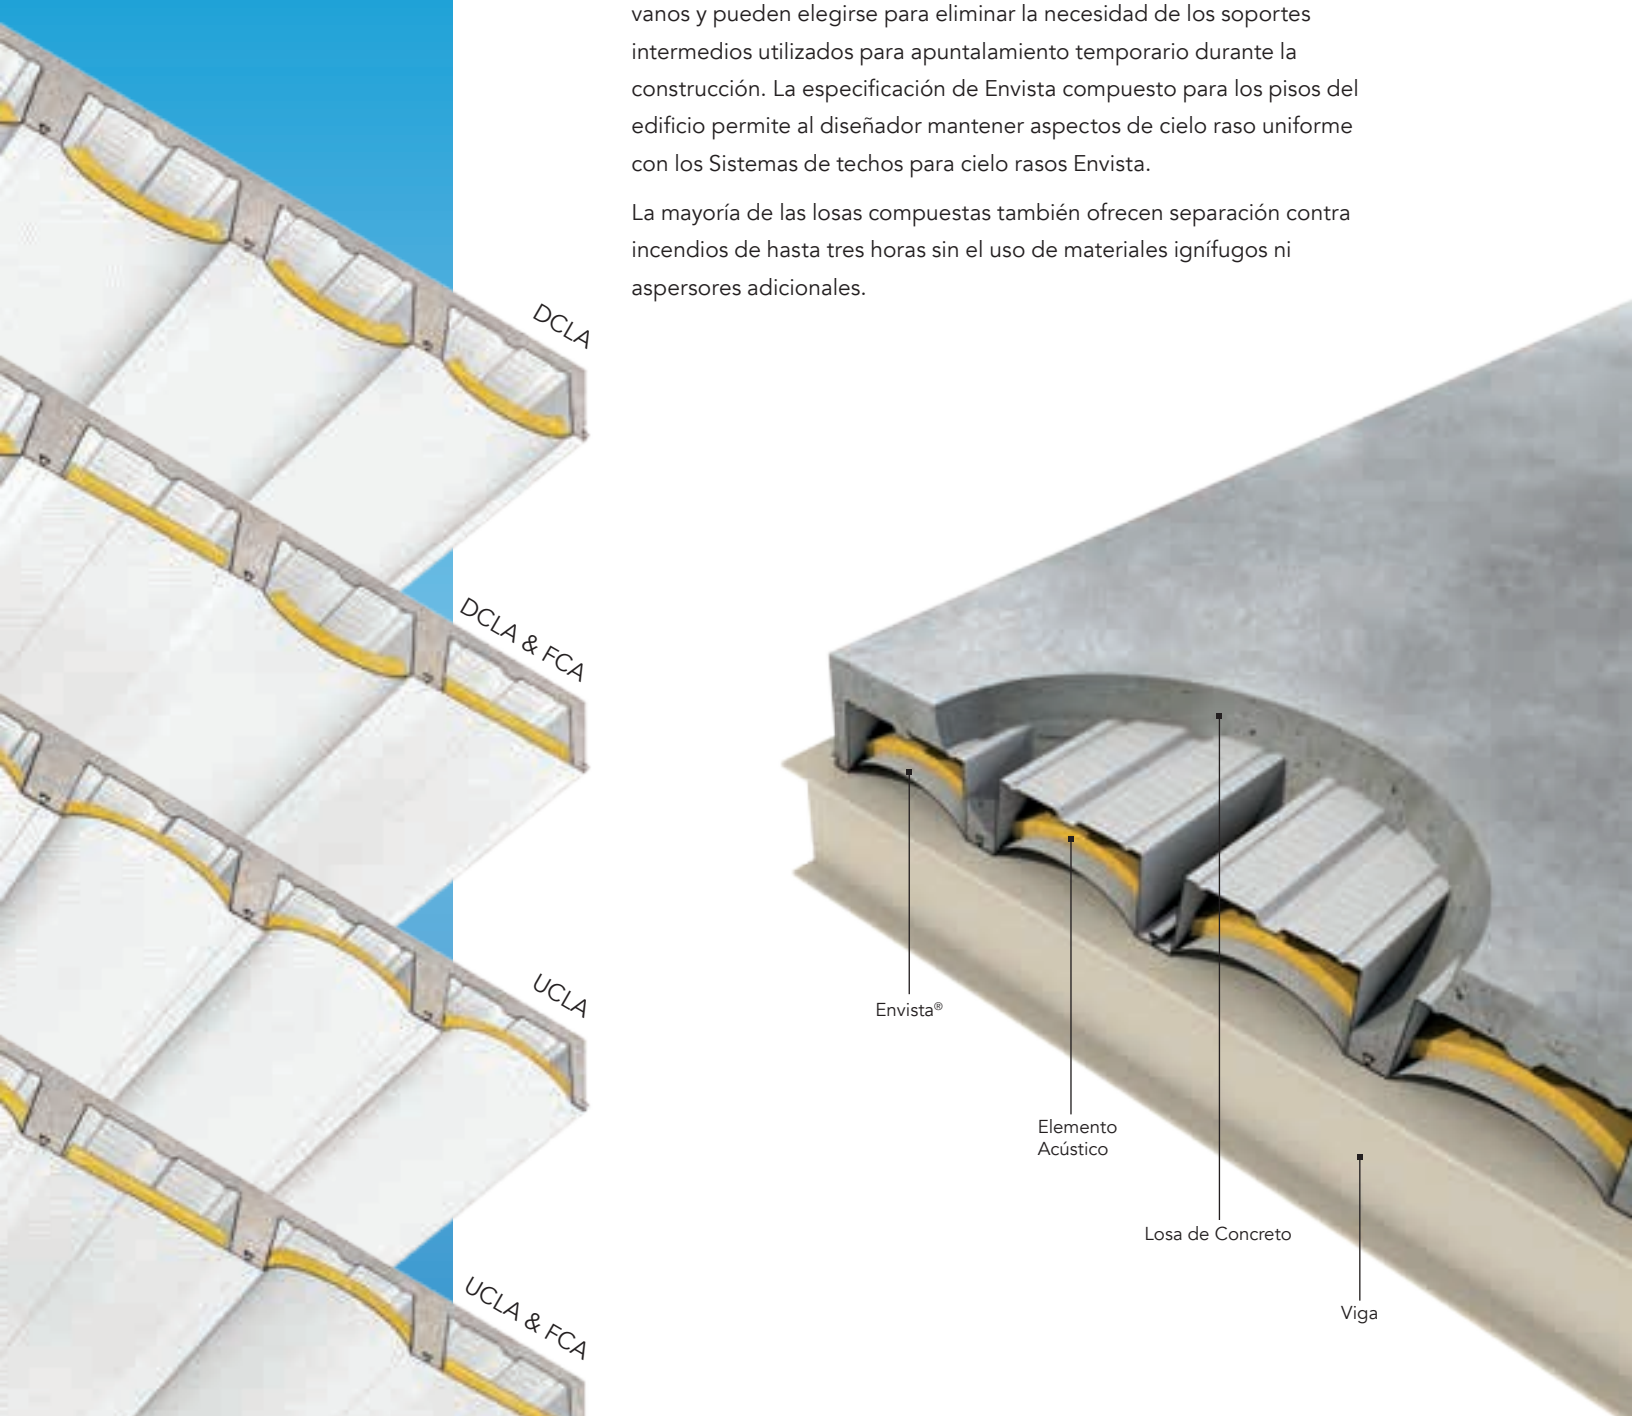 vanos y pueden elegirse para eliminar la necesidad de los soportes
intermedios utilizados para apuntalamiento temporario durante la
construcción. La especificación de Envista compuesto para los pisos del
edificio permite al diseñador mantener aspectos de cielo raso uniforme
con los Sistemas de techos para cielo rasos Envista.
La mayoría de las losas compuestas también ofrecen separación contra
incendios de hasta tres horas sin el uso de materiales ignífugos ni
aspersores adicionales.
DCLA
DCLA & FCA
UCLA
UCLA & FCA
Envista®
Elemento
Acústico
Losa de Concreto
Viga